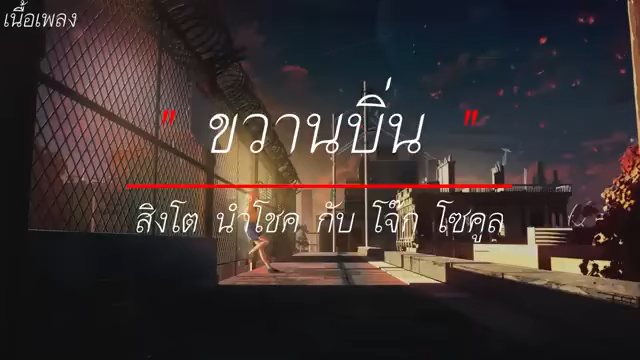 เนื้อเพลง
" ขวานบิ่น "
สิงโต นำโชค กับ โจ๊ก โซคูล